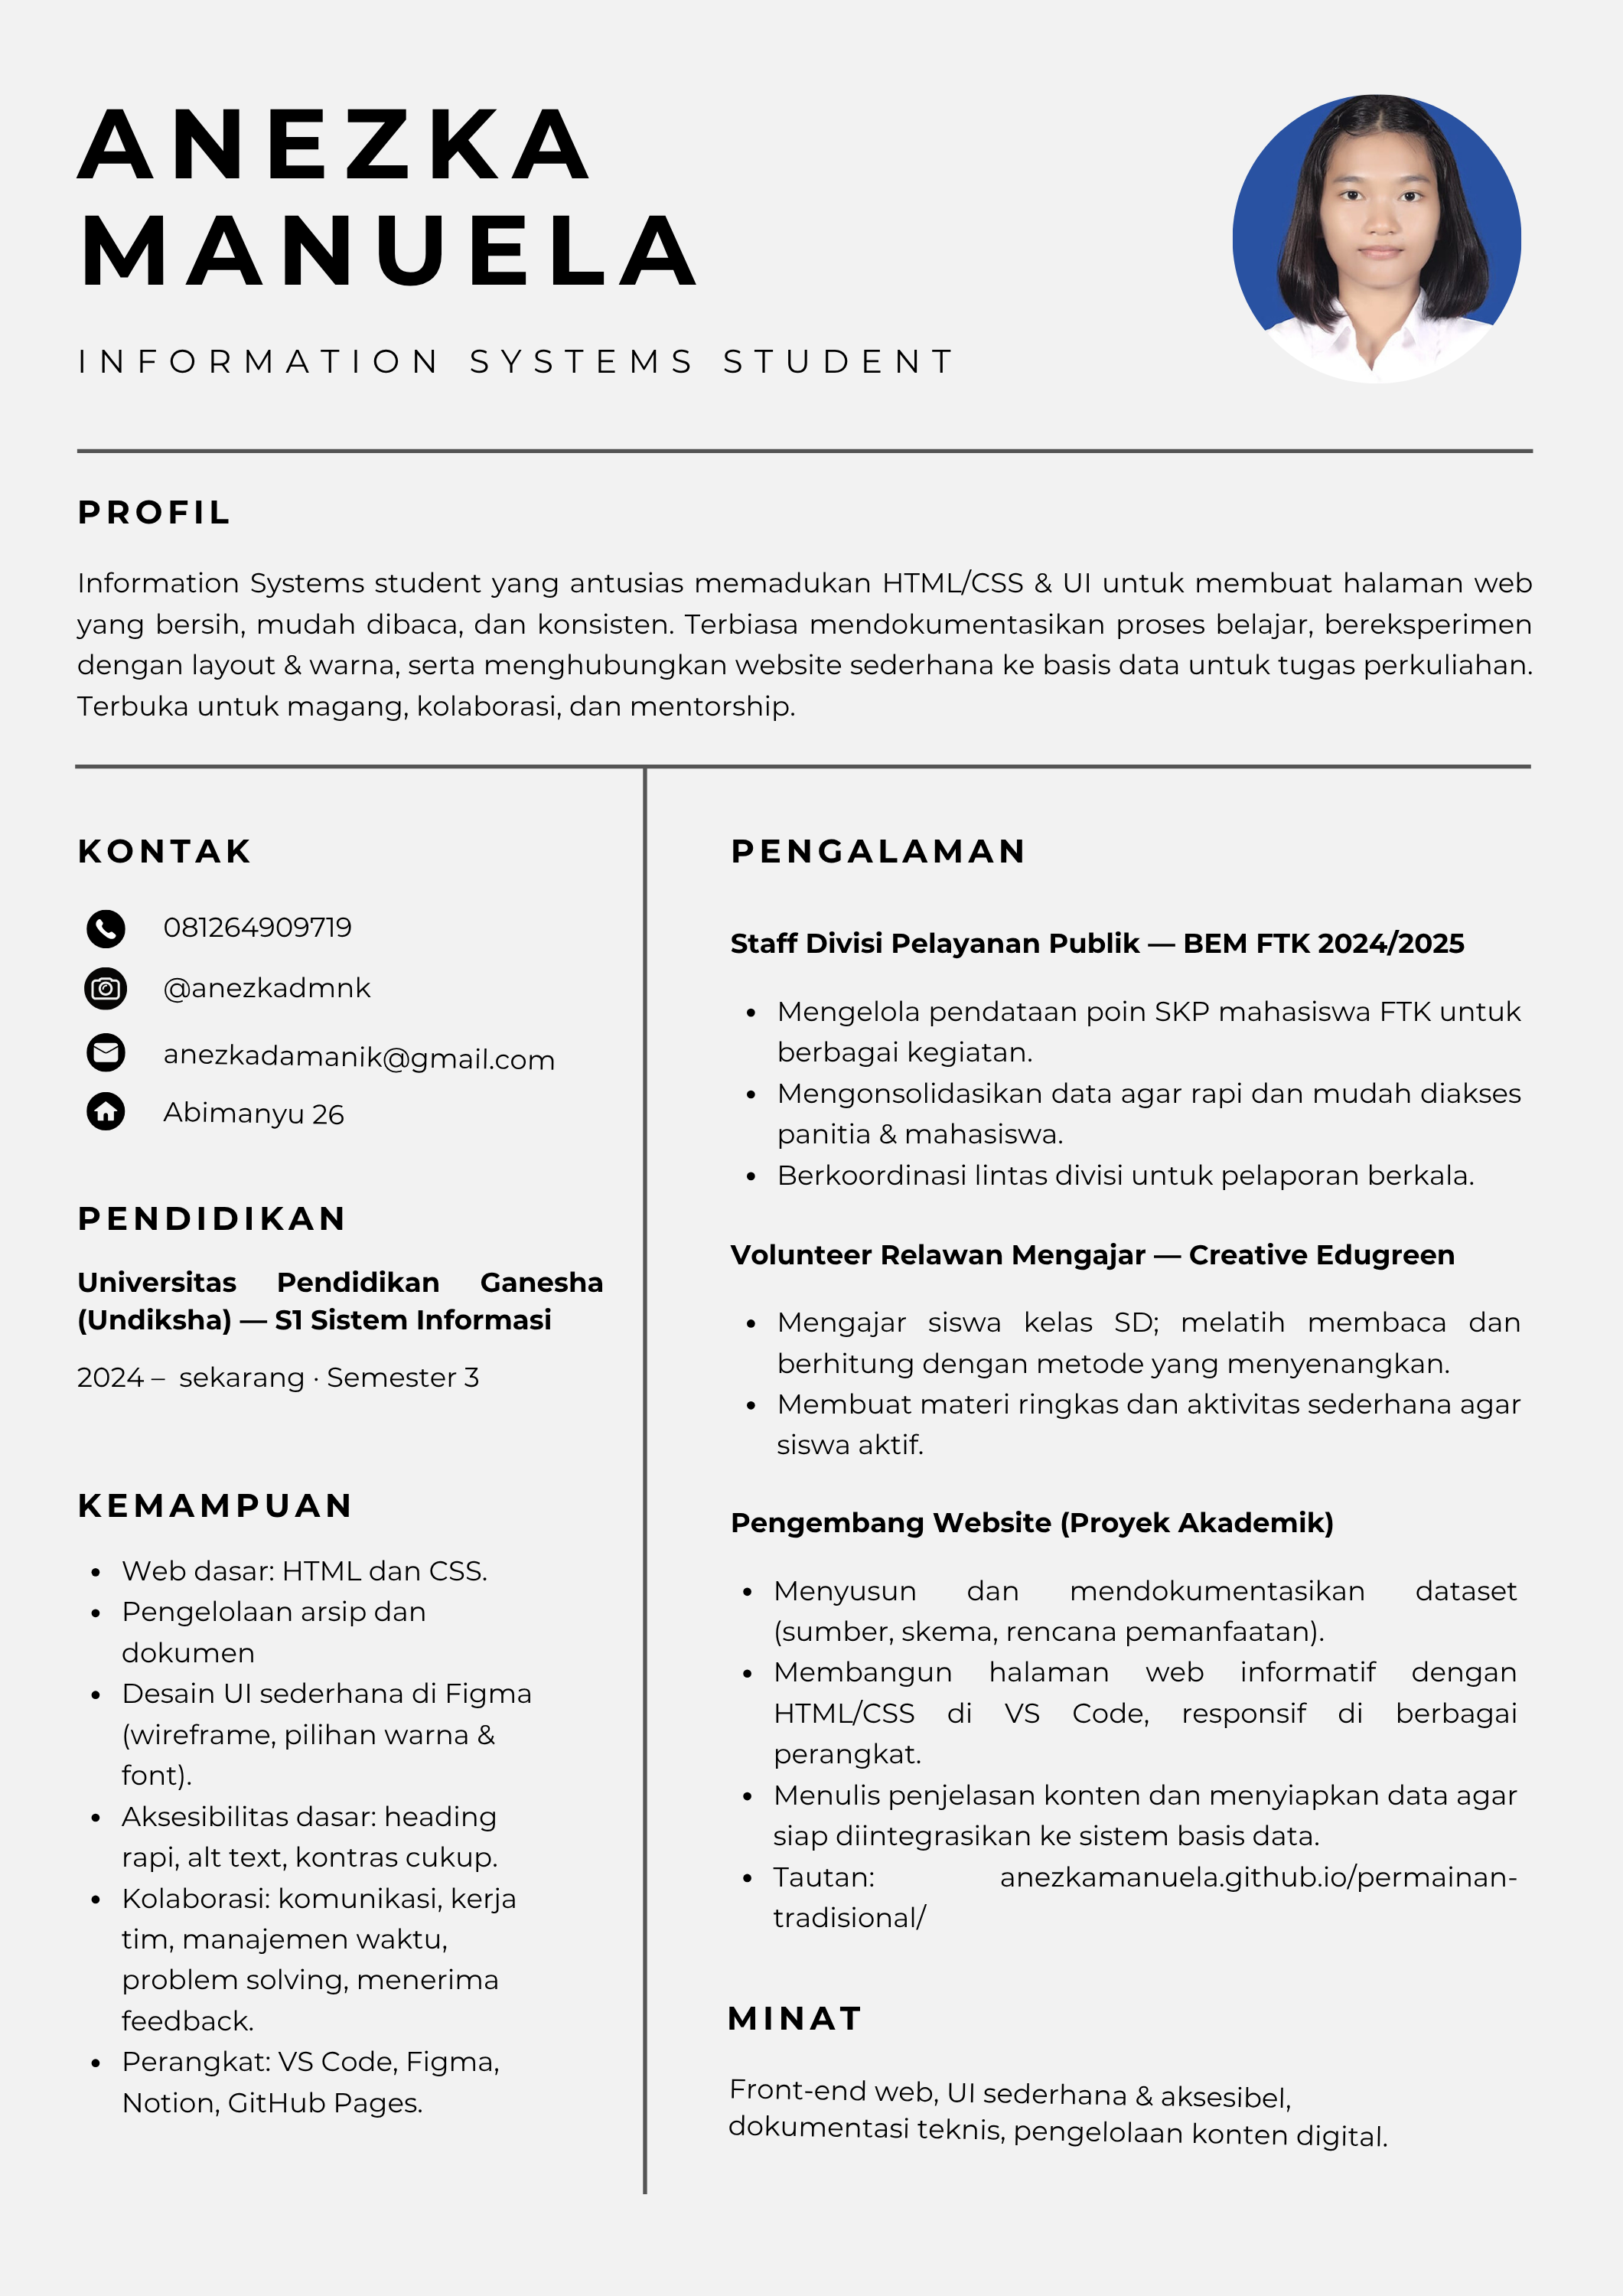 ANEZKA
MANUELA
INFORMATION SYSTEMS STUDENT
PROFIL
Information Systems student yang antusias memadukan HTML/CSS & UI untuk membuat halaman web
yang bersih, mudah dibaca, dan konsisten. Terbiasa mendokumentasikan proses belajar, bereksperimen
dengan layout & warna, serta menghubungkan website sederhana ke basis data untuk tugas perkuliahan.
Terbuka untuk magang, kolaborasi, dan mentorship.
KONTAK
081264909719
@anezkadmnk
anezkadamanik@gmail.com
Abimanyu 26
PENDIDIKAN
Universitas Pendidikan Ganesha
(Undiksha) — S1 Sistem Informasi
2024 – sekarang · Semester 3
KEMAMPUAN
• Web dasar: HTML dan CSS.
• Pengelolaan arsip dan
dokumen
• Desain UI sederhana di Figma
(wireframe, pilihan warna &
font).
• Aksesibilitas dasar: heading
rapi, alt text, kontras cukup.
• Kolaborasi: komunikasi, kerja
tim, manajemen waktu,
problem solving, menerima
feedback.
• Perangkat: VS Code, Figma,
Notion, GitHub Pages.
PENGALAMAN
Staff Divisi Pelayanan Publik — BEM FTK 2024/2025
• Mengelola pendataan poin SKP mahasiswa FTK untuk
berbagai kegiatan.
• Mengonsolidasikan data agar rapi dan mudah diakses
panitia & mahasiswa.
• Berkoordinasi lintas divisi untuk pelaporan berkala.
Volunteer Relawan Mengajar — Creative Edugreen
• Mengajar siswa kelas SD; melatih membaca dan
berhitung dengan metode yang menyenangkan.
• Membuat materi ringkas dan aktivitas sederhana agar
siswa aktif.
Pengembang Website (Proyek Akademik)
• Menyusun dan mendokumentasikan dataset
(sumber, skema, rencana pemanfaatan).
• Membangun halaman web informatif dengan
HTML/CSS di VS Code, responsif di berbagai
perangkat.
• Menulis penjelasan konten dan menyiapkan data agar
siap diintegrasikan ke sistem basis data.
• Tautan: anezkamanuela.github.io/permainan-
tradisional/
MINAT
Front-end web, UI sederhana & aksesibel,
dokumentasi teknis, pengelolaan konten digital.